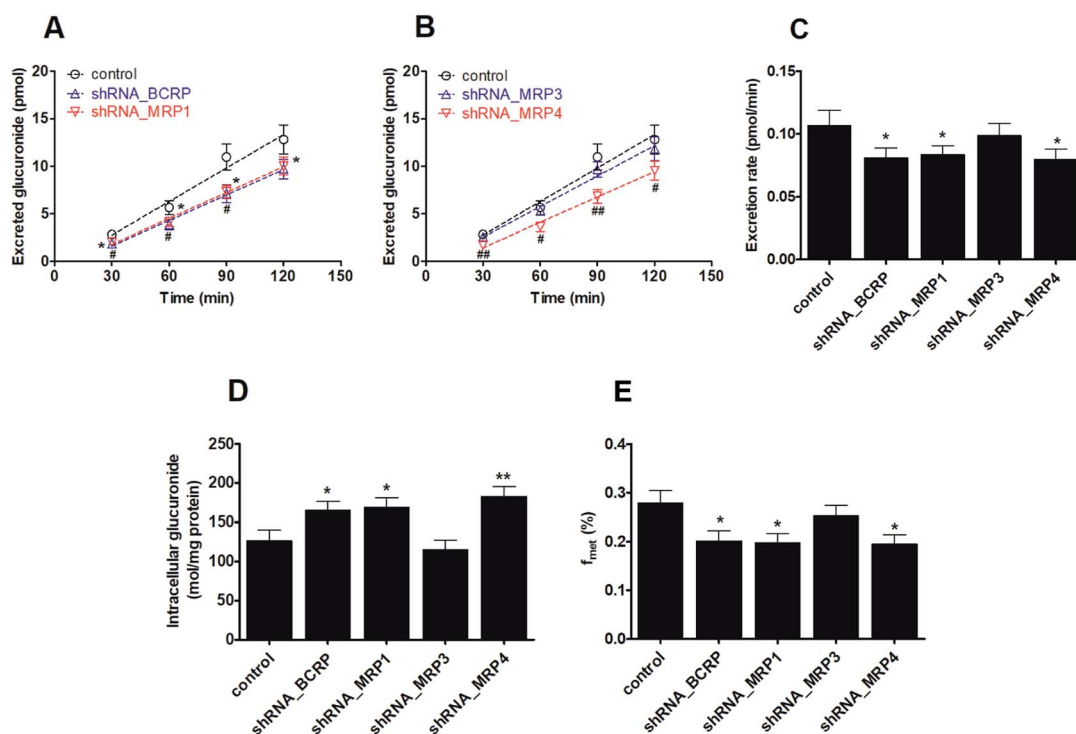 A
control
shRNA_BCRP
shRNA_MRP1
Excreted glucuronide (pmol)
20
15
10
5
0
*
#
*
#
*
#
*
0 30 60 90 120 150
Time (min)
B
control
shRNA_MRP3
shRNA_MRP4
Excreted glucuronide (pmol)
20
15
10
5
0
##
#
##
#
0 30 60 90 120 150
Time (min)
C
Excretion rate (pmol/min)
0.15
0.10
0.05
0.00
* * *
control shRNA_BCRP shRNA_MRP1 shRNA_MRP3 shRNA_MRP4
D
Intracellular glucuronide
(mol/mg protein)
250
200
150
100
50
0
* * **
control shRNA_BCRP shRNA_MRP1 shRNA_MRP3 shRNA_MRP4
E
fmet (%)
0.4
0.3
0.2
0.1
0.0
* * *
control shRNA_BCRP shRNA_MRP1 shRNA_MRP3 shRNA_MRP4